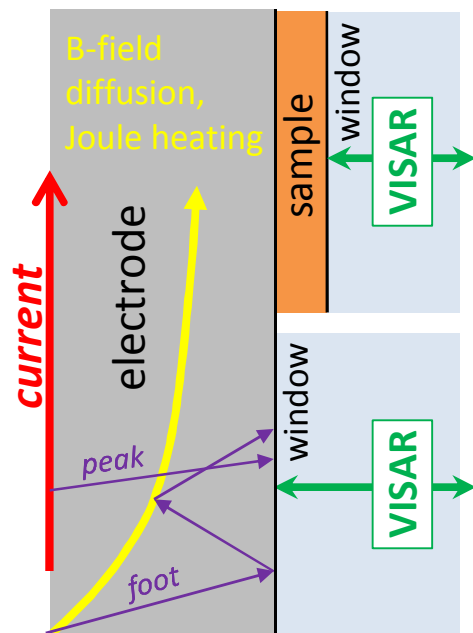 B-field
diffusion,
Joule heating
current
electrode
sample
window
VISAR
peak
foot
window
VISAR